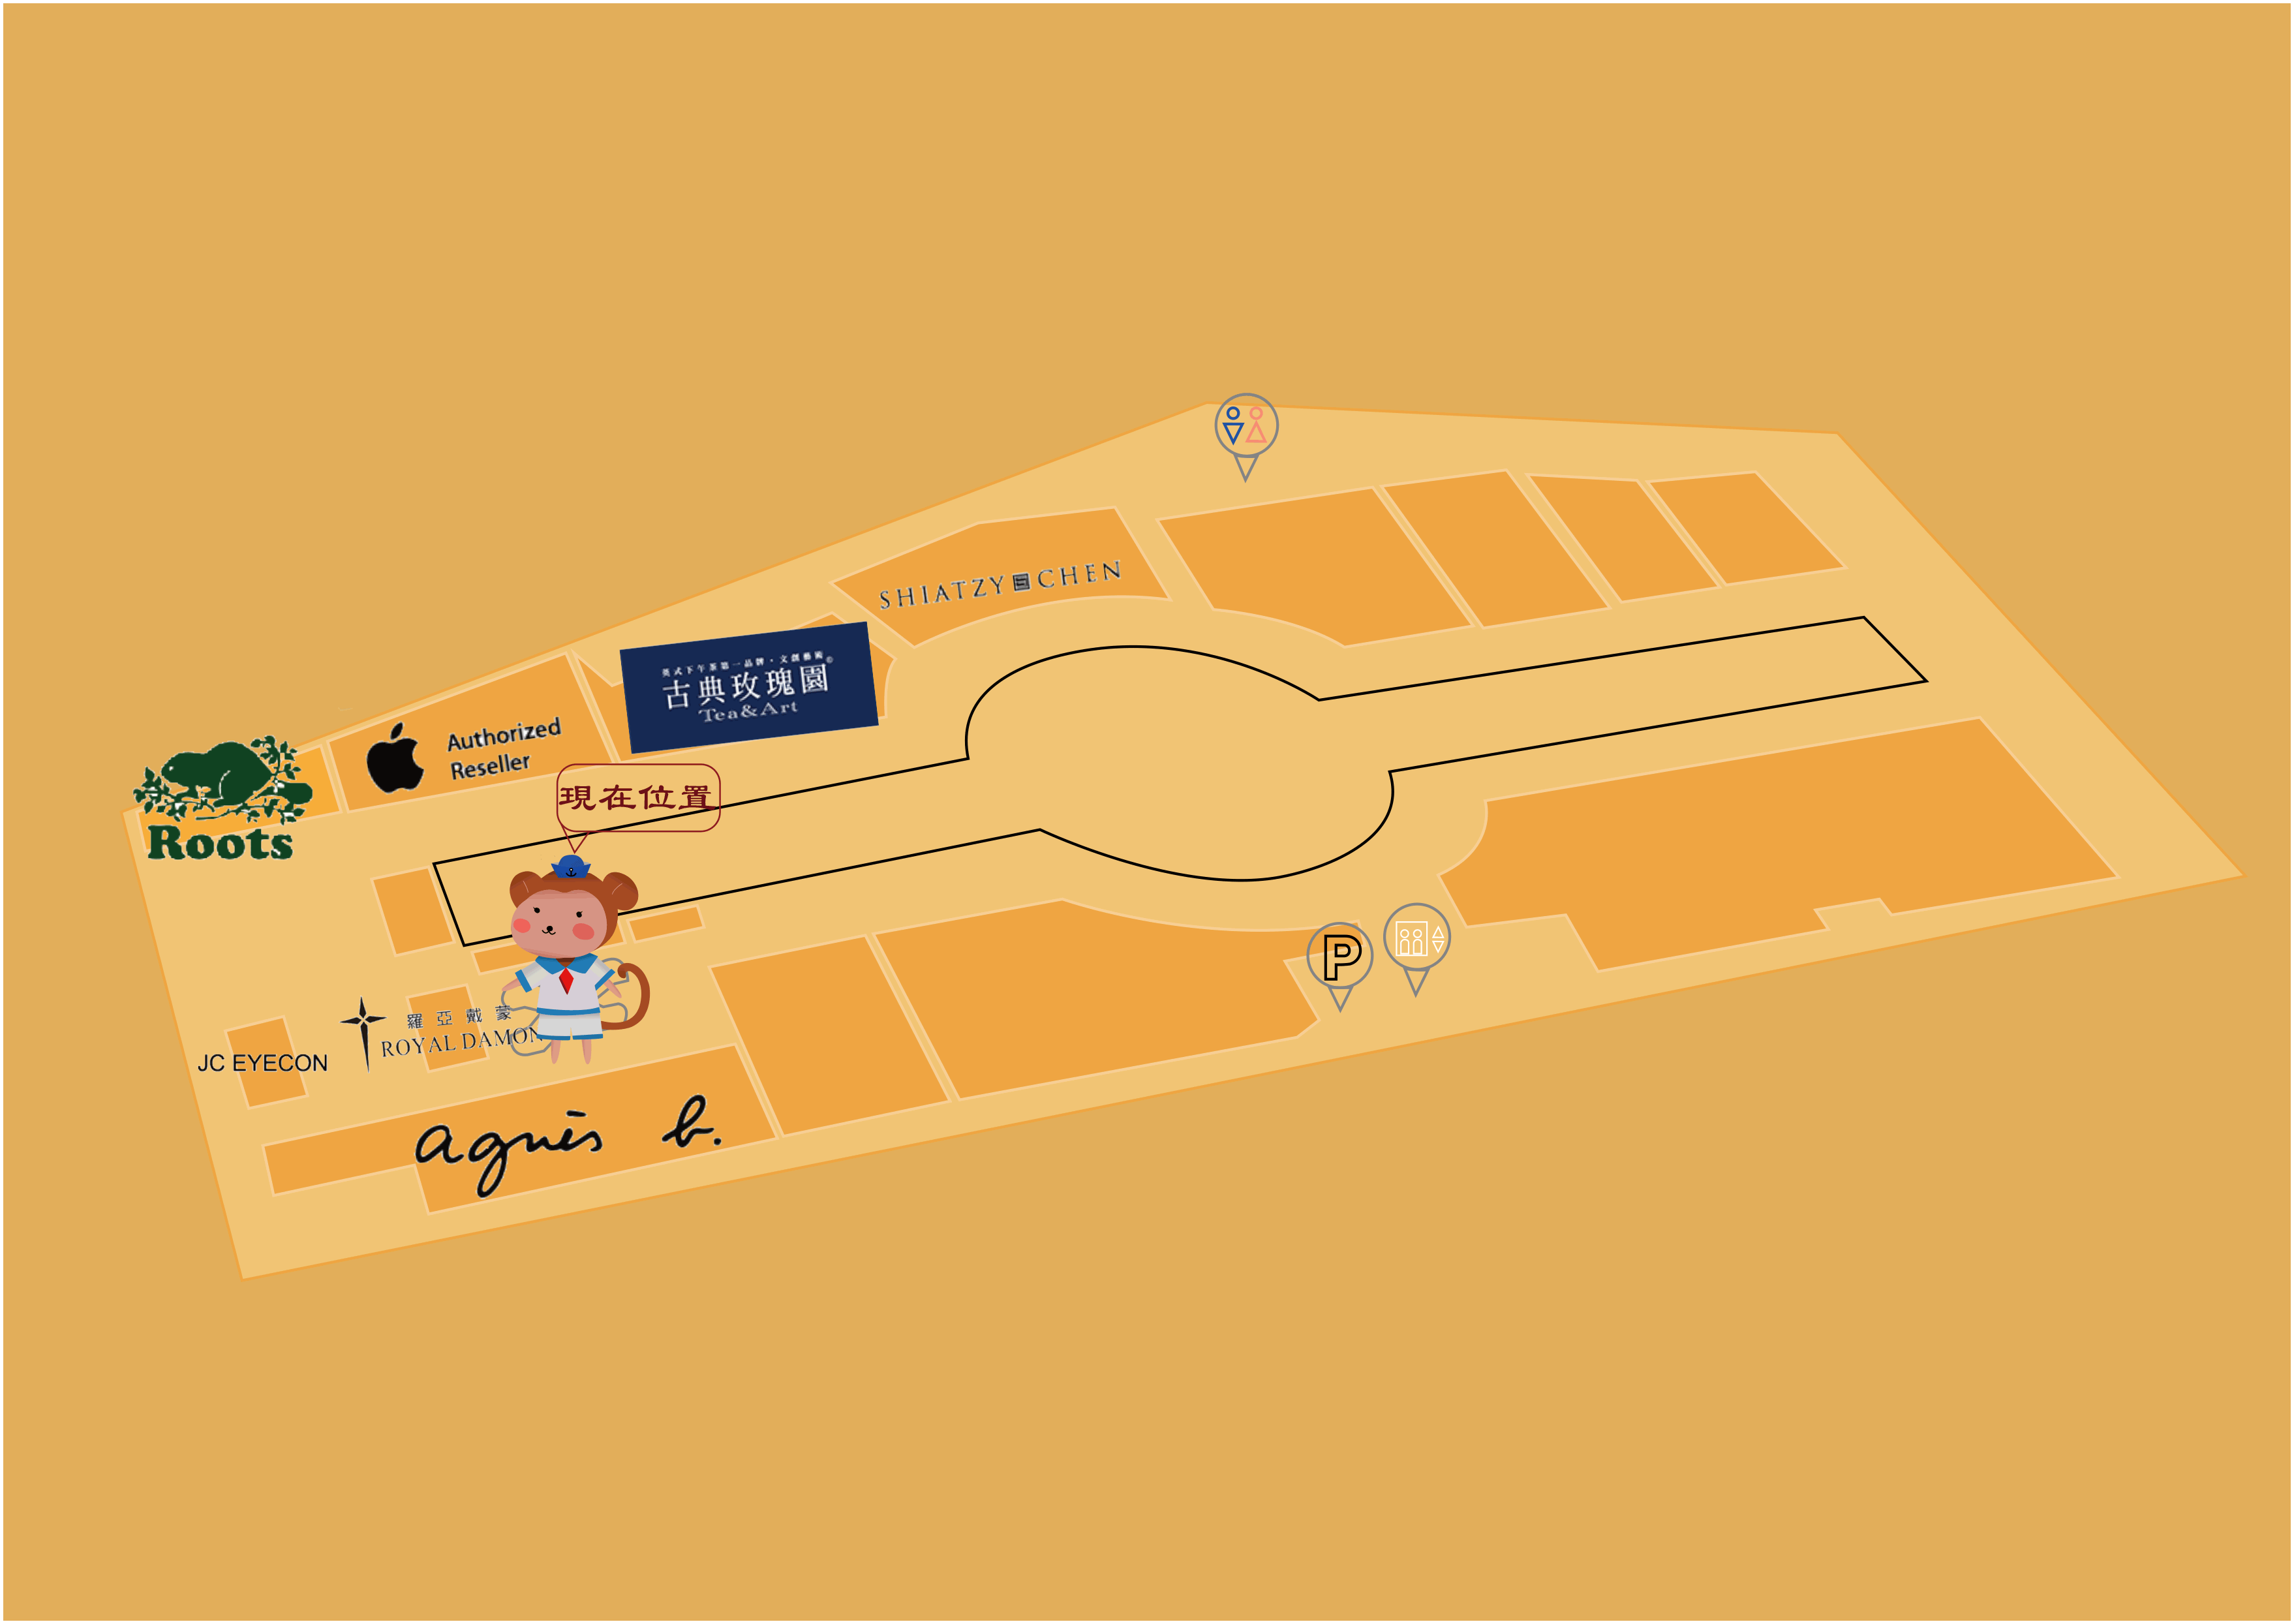 SHIATZY CHEN
英式下午茶第一品牌・文創藝術
古典玫瑰園
Tea&Art
Authorized
Reseller
現在位置
Roots
羅亞戴蒙
ROYAL DAMON
JC EYECON
agnès b.
P